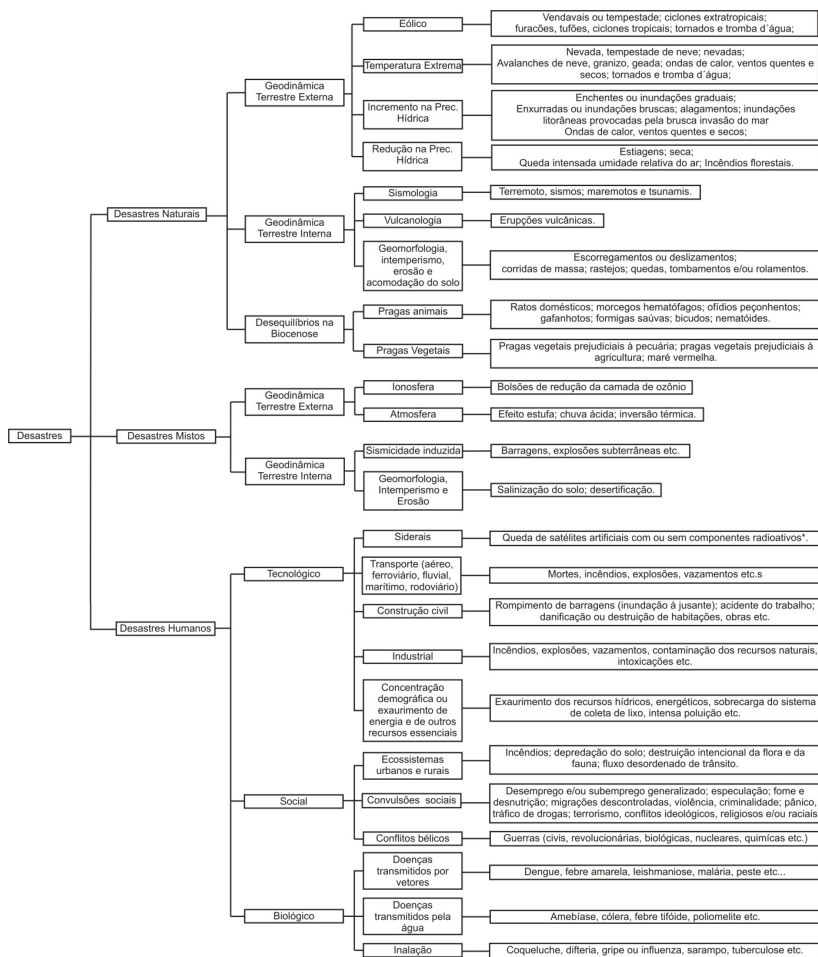 Desastres
Desastres Naturais
Geodinâmica
Terrestre Externa
Eólico
Vendavais ou tempestade; ciclones extratropicais;
furacões, tufões, ciclones tropicais; tornados e tromba d´água;
Temperatura Extrema
Nevada, tempestade de neve; nevadas;
Avalanches de neve, granizo, geada; ondas de calor, ventos quentes e
secos; tornados e tromba d´água;
Incremento na Prec.
Hídrica
Enchentes ou inundações graduais;
Enxurradas ou inundações bruscas; alagamentos; inundações
litorâneas provocadas pela brusca invasão do mar
Ondas de calor, ventos quentes e secos;
Redução na Prec.
Hídrica
Estiagens; seca;
Queda intensada umidade relativa do ar; Incêndios florestais.
Geodinâmica
Terrestre Interna
Sismologia
Terremoto, sismos; maremotos e tsunamis.
Vulcanologia
Erupções vulcânicas.
Geomorfologia,
intemperismo,
erosão e
acomodação do solo
Escorregamentos ou deslizamentos;
corridas de massa; rastejos; quedas, tombamentos e/ou rolamentos.
Desequilíbrios na
Biocenose
Pragas animais
Ratos domésticos; morcegos hematófagos; ofídios peçonhentos;
gafanhotos; formigas saúvas; bicudos; nematóides.
Pragas Vegetais
Pragas vegetais prejudiciais à pecuária; pragas vegetais prejudiciais à
agricultura; maré vermelha.
Desastres Mistos
Geodinâmica
Terrestre Externa
Ionosfera
Bolsões de redução da camada de ozônio
Atmosfera
Efeito estufa; chuva ácida; inversão térmica.
Geodinâmica
Terrestre Interna
Sismicidade induzida
Barragens, explosões subterrâneas etc.
Geomorfologia,
Intemperismo e
Erosão
Salinização do solo; desertificação.
Desastres Humanos
Tecnológico
Siderais
Queda de satélites artificiais com ou sem componentes radioativos*.
Transporte (aéreo,
ferroviário, fluvial,
marítimo, rodoviário)
Mortes, incêndios, explosões, vazamentos etc.s
Construção civil
Rompimento de barragens (inundação à jusante); acidente do trabalho;
danificação ou destruição de habitações, obras etc.
Industrial
Incêndios, explosões, vazamentos, contaminação dos recursos naturais,
intoxicações etc.
Concentração
demográfica ou
exaurimento de
energia e de outros
recursos essenciais
Exaurimento dos recursos hídricos, energéticos, sobrecarga do sistema
de coleta de lixo, intensa poluição etc.
Social
Ecossistemas
urbanos e rurais
Incêndios; depredação do solo; destruição intencional da flora e da
fauna; fluxo desordenado de trânsito.
Convulsões sociais
Desemprego e/ou subemprego generalizado; especulação; fome e
desnutrição; migrações descontroladas, violência, criminalidade; pânico,
tráfico de drogas; terrorismo, conflitos ideológicos, religiosos e/ou raciais
Conflitos bélicos
Guerras (civis, revolucionárias, biológicas, nucleares, quimícas etc.)
Biológico
Doenças
transmitidos por
vetores
Dengue, febre amarela, leishmaniose, malária, peste etc...
Doenças
transmitidos pela
água
Amebíase, cólera, febre tifóide, poliomelite etc.
Inalação
Coqueluche, difteria, gripe ou influenza, sarampo, tuberculose etc.